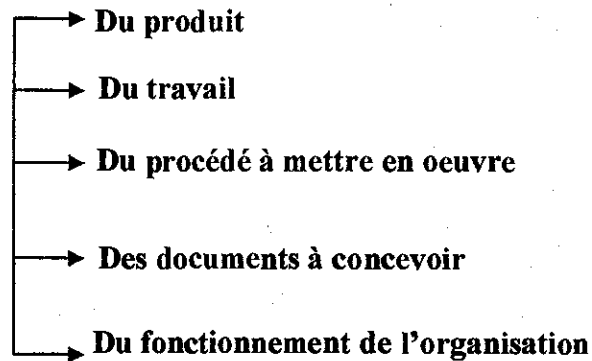 Du produit
Du travail
Du procédé à mettre en oeuvre
Des documents à concevoir
Du fonctionnement de l'organisation